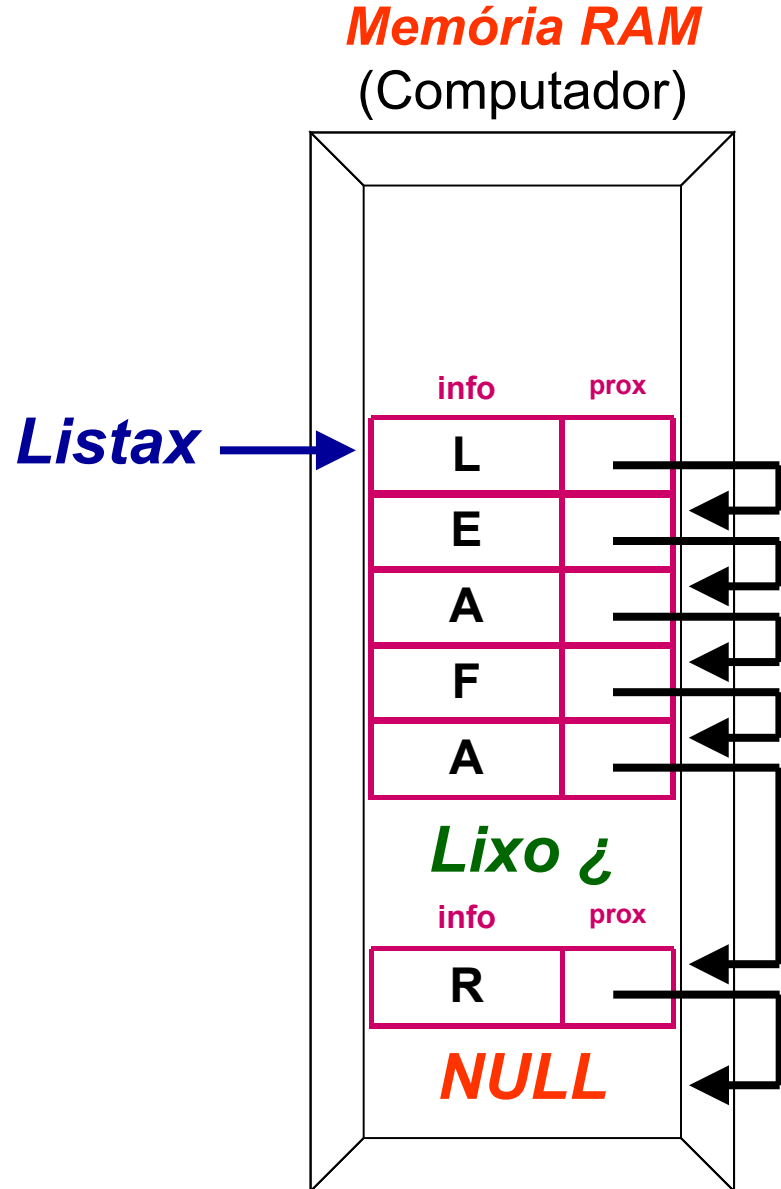 Memória RAM
(Computador)
info prox
Listax
L
E
A
F
A
Lixo ¿
info prox
R
NULL